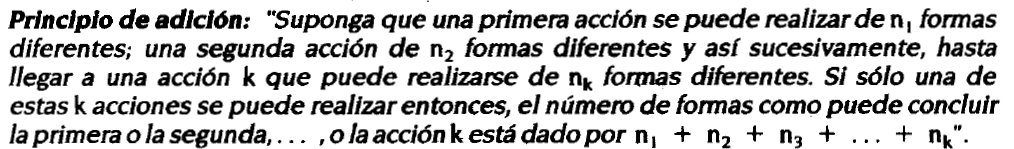 Principio de adición: "Suponga que una primera acción se puede realizar de n₁ formas
diferentes; una segunda acción de n₂ formas diferentes y así sucesivamente, hasta
llegar a una acción k que puede realizarse de nₖ formas diferentes. Si sólo una de
estas k acciones se puede realizar entonces, el número de formas como puede concluir
la primera o la segunda, . . . , o la acción k está dado por n₁ + n₂ + n₃ + ... + nₖ".